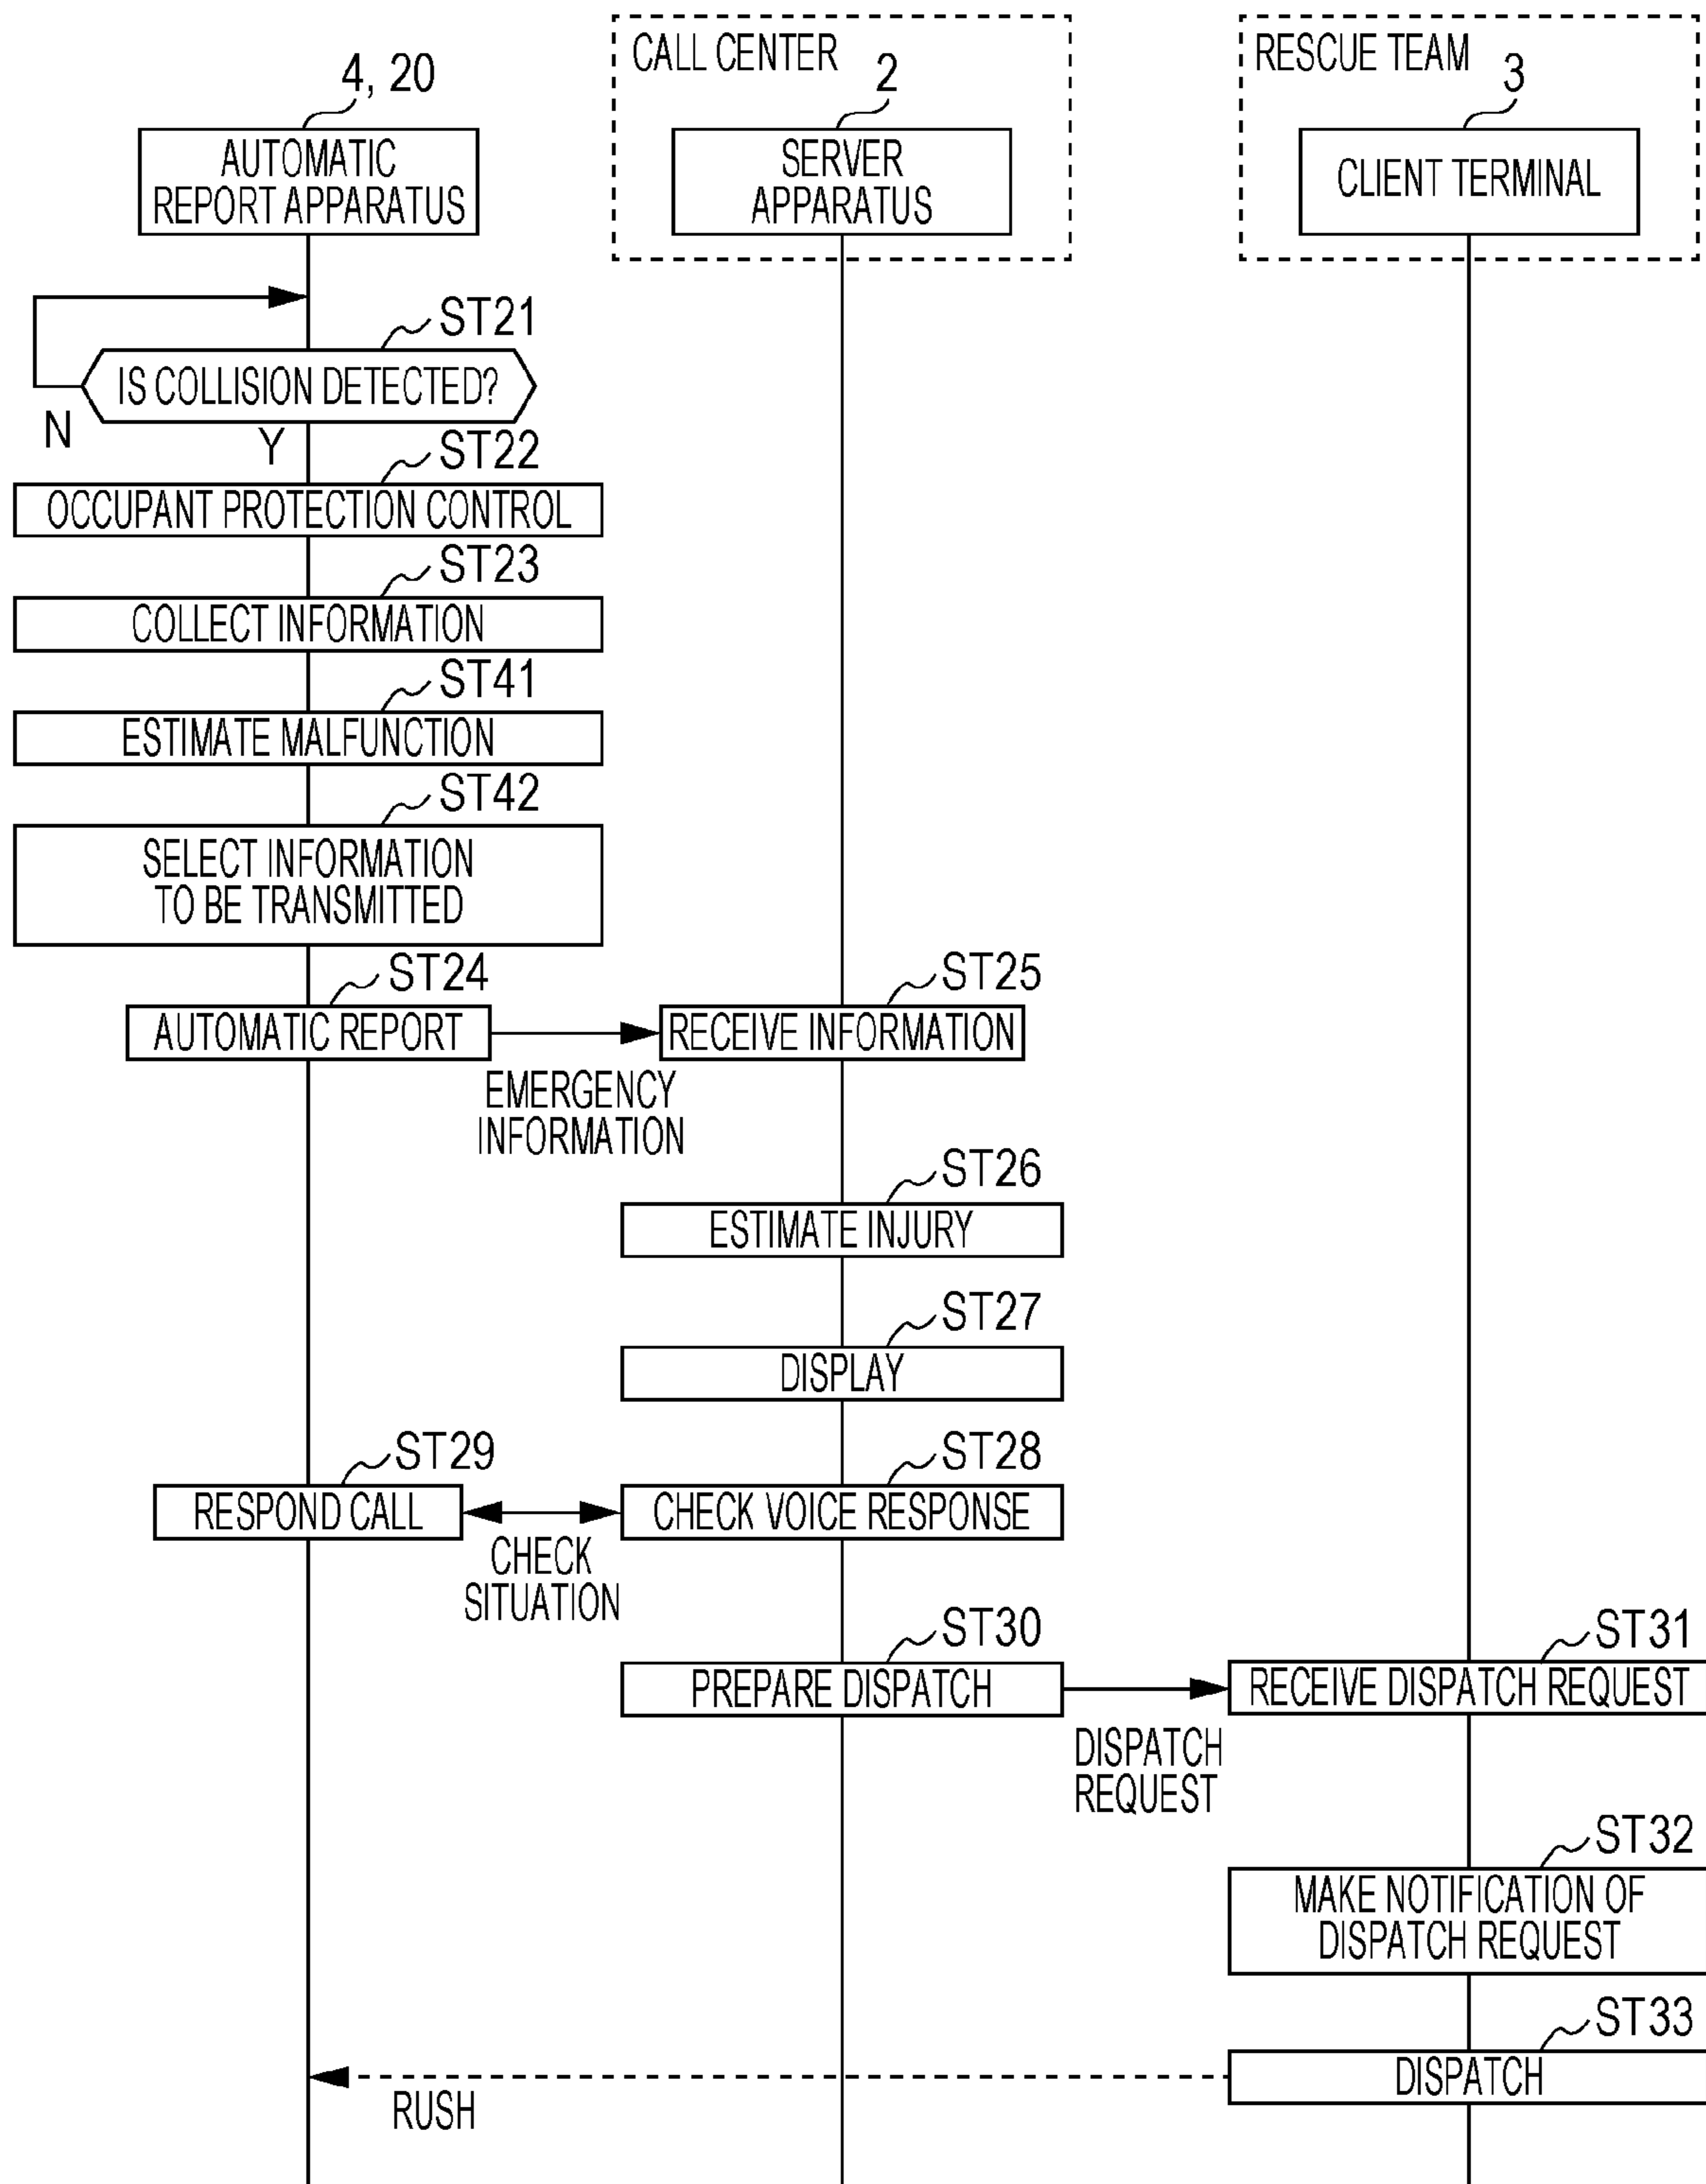 CALL CENTER
RESCUE TEAM
4, 20
2
3
AUTOMATIC
REPORT APPARATUS
SERVER
APPARATUS
CLIENT TERMINAL
ST21
IS COLLISION DETECTED?
N
Y
ST22
OCCUPANT PROTECTION CONTROL
ST23
COLLECT INFORMATION
ST41
ESTIMATE MALFUNCTION
ST42
SELECT INFORMATION
TO BE TRANSMITTED
ST24
ST25
AUTOMATIC REPORT
RECEIVE INFORMATION
EMERGENCY
INFORMATION
ST26
ESTIMATE INJURY
ST27
DISPLAY
ST29
ST28
RESPOND CALL
CHECK VOICE RESPONSE
CHECK
SITUATION
ST30
ST31
PREPARE DISPATCH
RECEIVE DISPATCH REQUEST
DISPATCH
REQUEST
ST32
MAKE NOTIFICATION OF
DISPATCH REQUEST
ST33
DISPATCH
RUSH